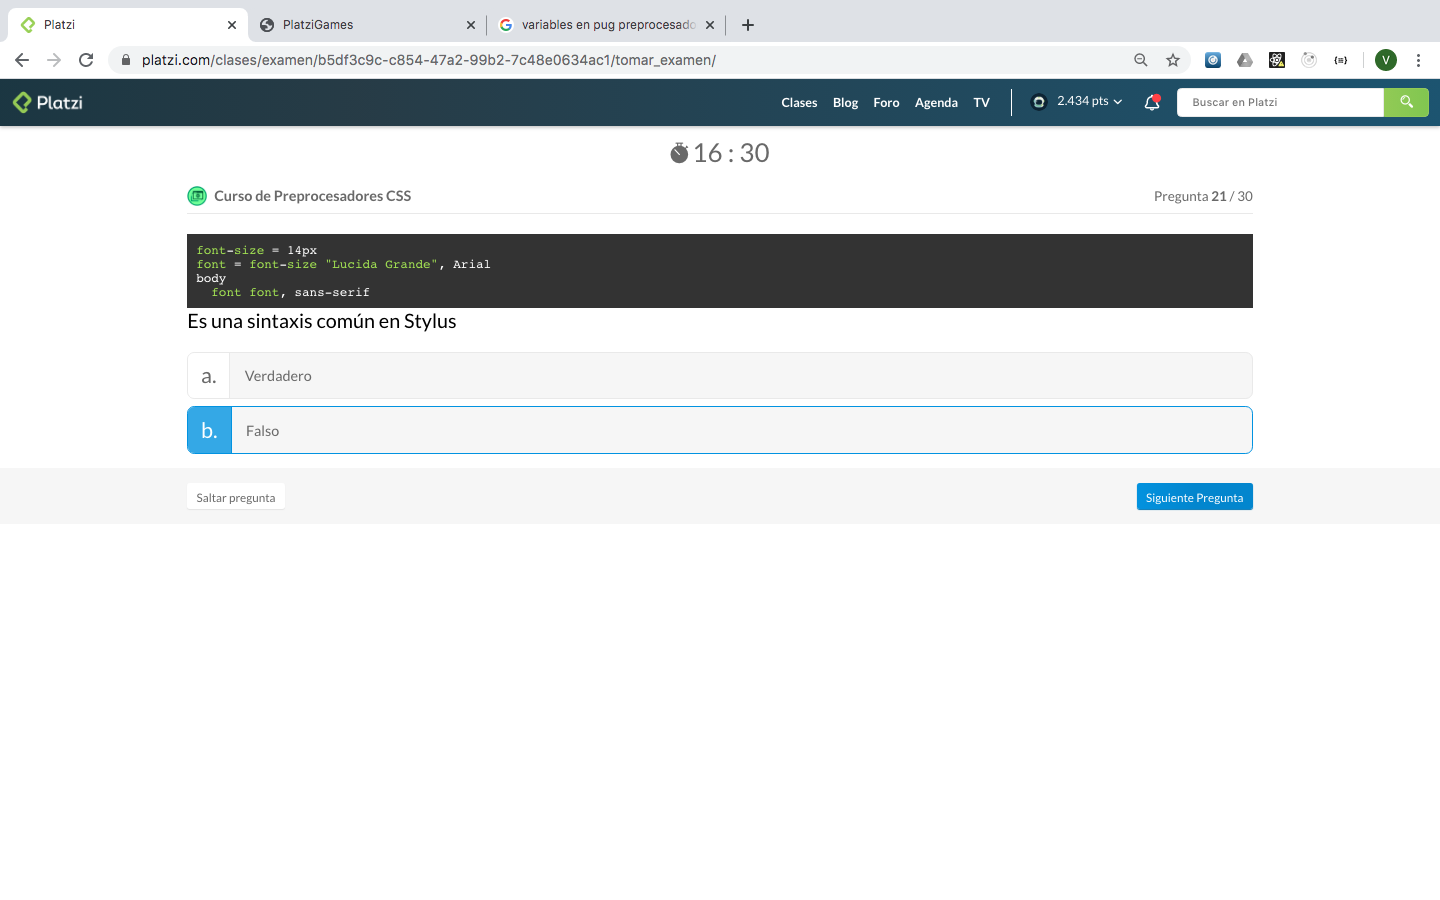 Platzi
PlatziGames
variables en pug preprocesado
platzi.com/clases/examen/b5df3c9c-c854-47a2-99b2-7c48e0634ac1/tomar_examen/
V
Platzi
Clases Blog Foro Agenda TV
2.434 pts
Buscar en Platzi
16 : 30
Curso de Preprocesadores CSS
Pregunta 21 / 30
font-size = 14px
font = font-size "Lucida Grande", Arial
body
  font font, sans-serif
Es una sintaxis común en Stylus
a. Verdadero
b. Falso
Saltar pregunta
Siguiente Pregunta